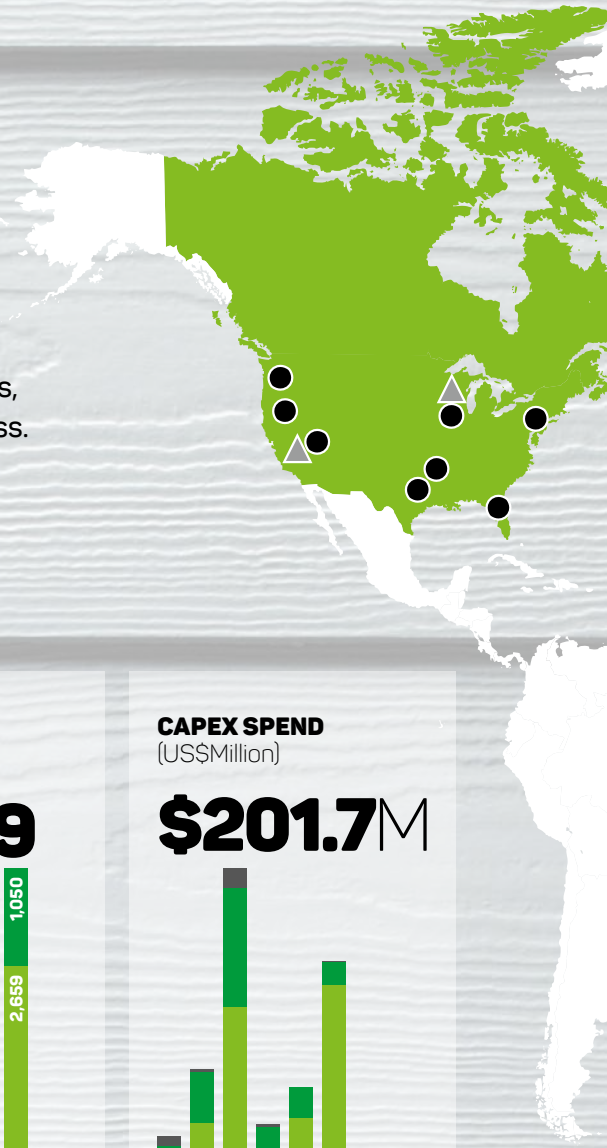 s,
ss.
CAPEX SPEND
(US$Million)
9
$201.7M
1,050
2,659